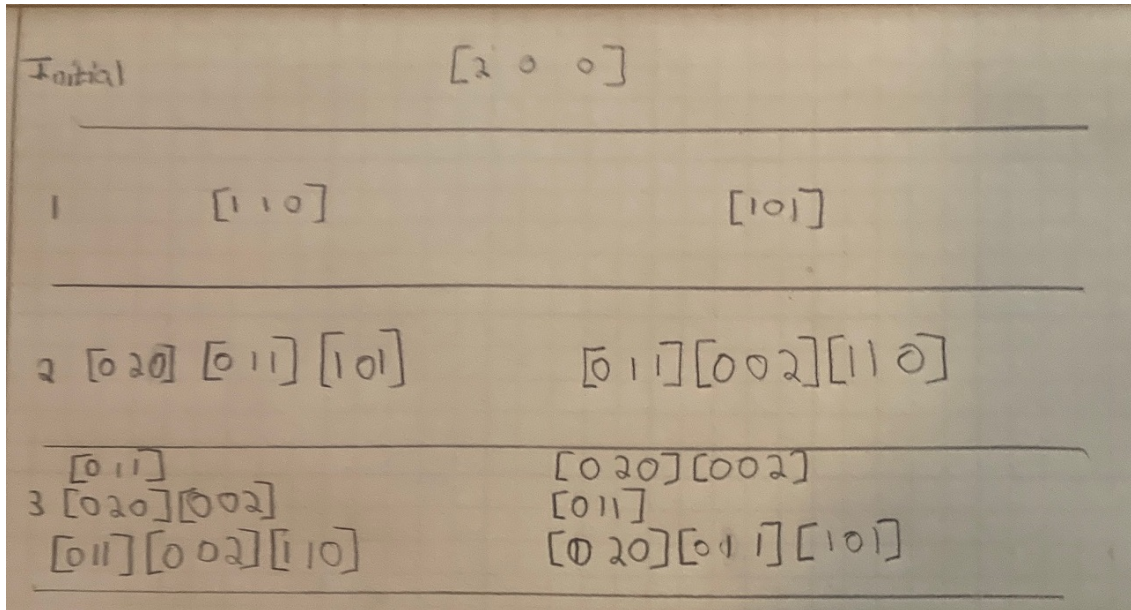 Initial [2 0 0]
1 [1 1 0] [1 0 1]
2 [0 2 0] [0 1 1] [1 0 1] [0 1 1] [0 0 2] [1 1 0]
[0 1 1] [0 2 0] [0 0 2]
3 [0 2 0] [0 0 2] [0 1 1]
[0 1 1] [0 0 2] [1 1 0] [0 2 0] [0 1 1] [1 0 1]